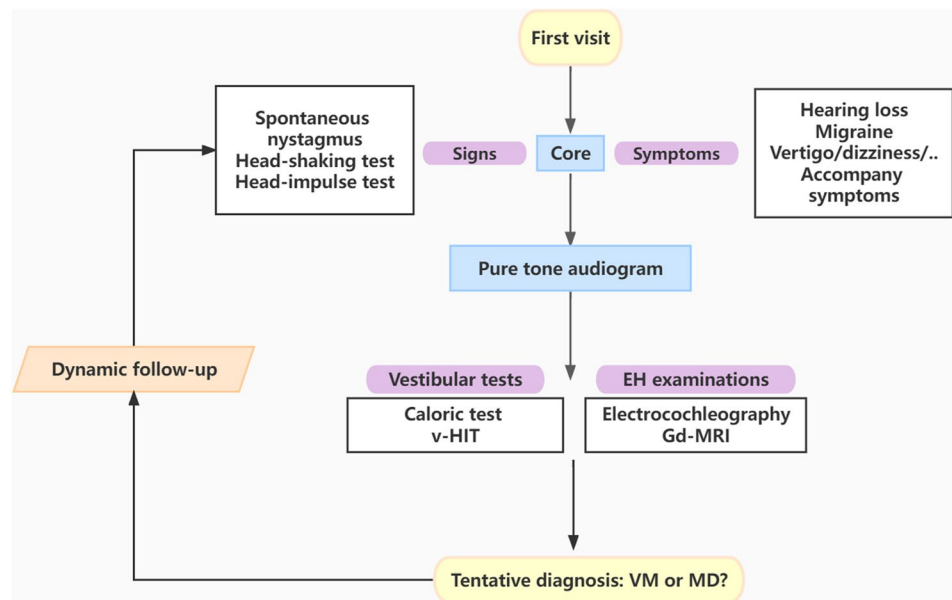 First visit
Spontaneous
nystagmus
Head-shaking test
Head-impulse test
Signs
Core
Symptoms
Hearing loss
Migraine
Vertigo/dizziness/..
Accompany
symptoms
Pure tone audiogram
Dynamic follow-up
Vestibular tests
EH examinations
Caloric test
v-HIT
Electrocochleography
Gd-MRI
Tentative diagnosis: VM or MD?